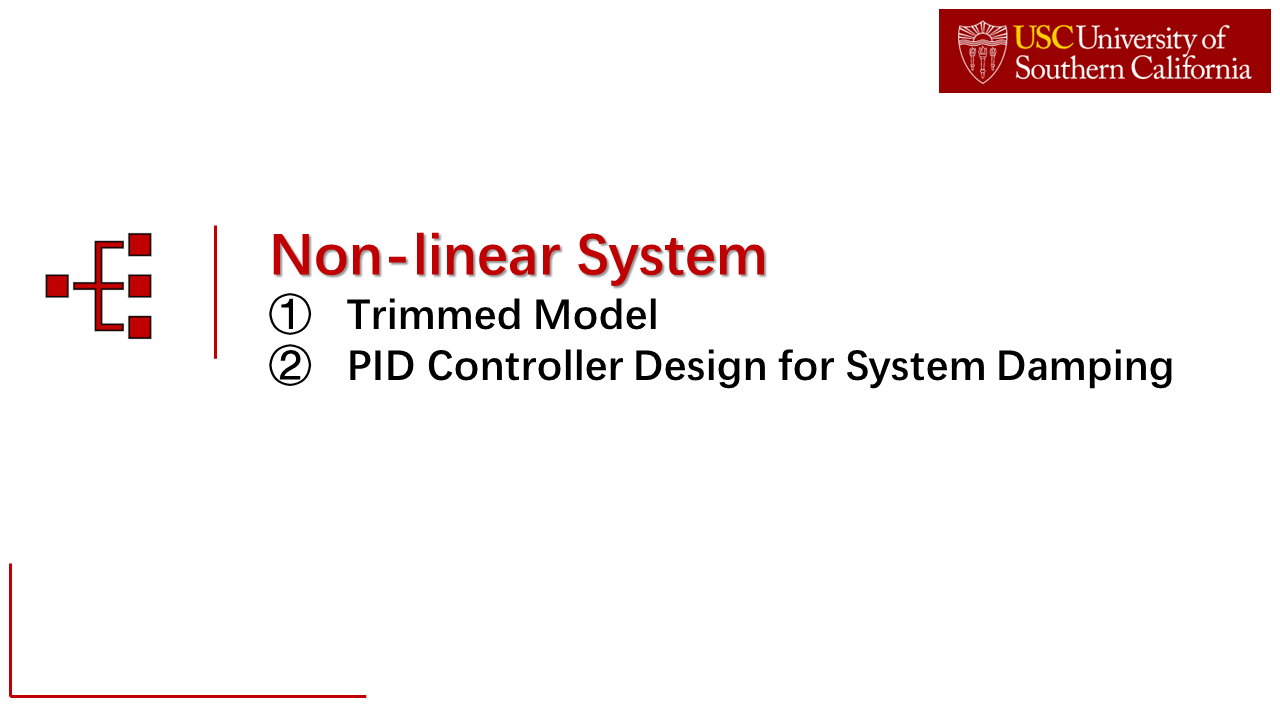 USC University of
Southern California
Non-linear System
① Trimmed Model
② PID Controller Design for System Damping